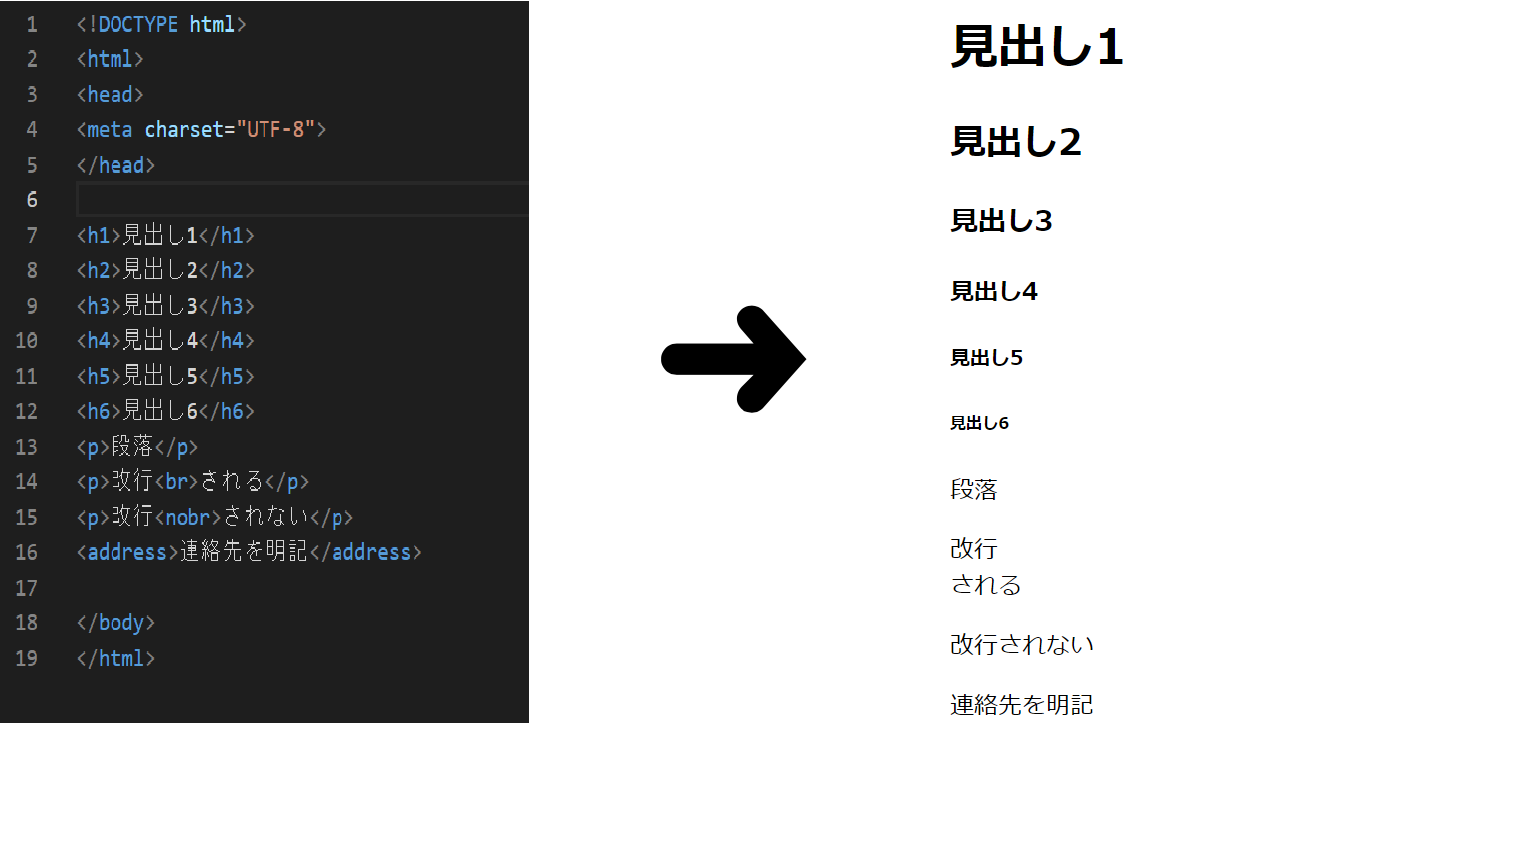 1 <!DOCTYPE html>
2 <html>
3 <head>
4 <meta charset="UTF-8">
5 </head>
6
7 <h1>見出し1</h1>
8 <h2>見出し2</h2>
9 <h3>見出し3</h3>
10 <h4>見出し4</h4>
11 <h5>見出し5</h5>
12 <h6>見出し6</h6>
13 <p>段落</p>
14 <p>改行<br>される</p>
15 <p>改行<nobr>されない</p>
16 <address>連絡先を明記</address>
17
18 </body>
19 </html>
見出し1
見出し2
見出し3
見出し4
見出し5
見出し6
段落
改行
される
改行されない
連絡先を明記